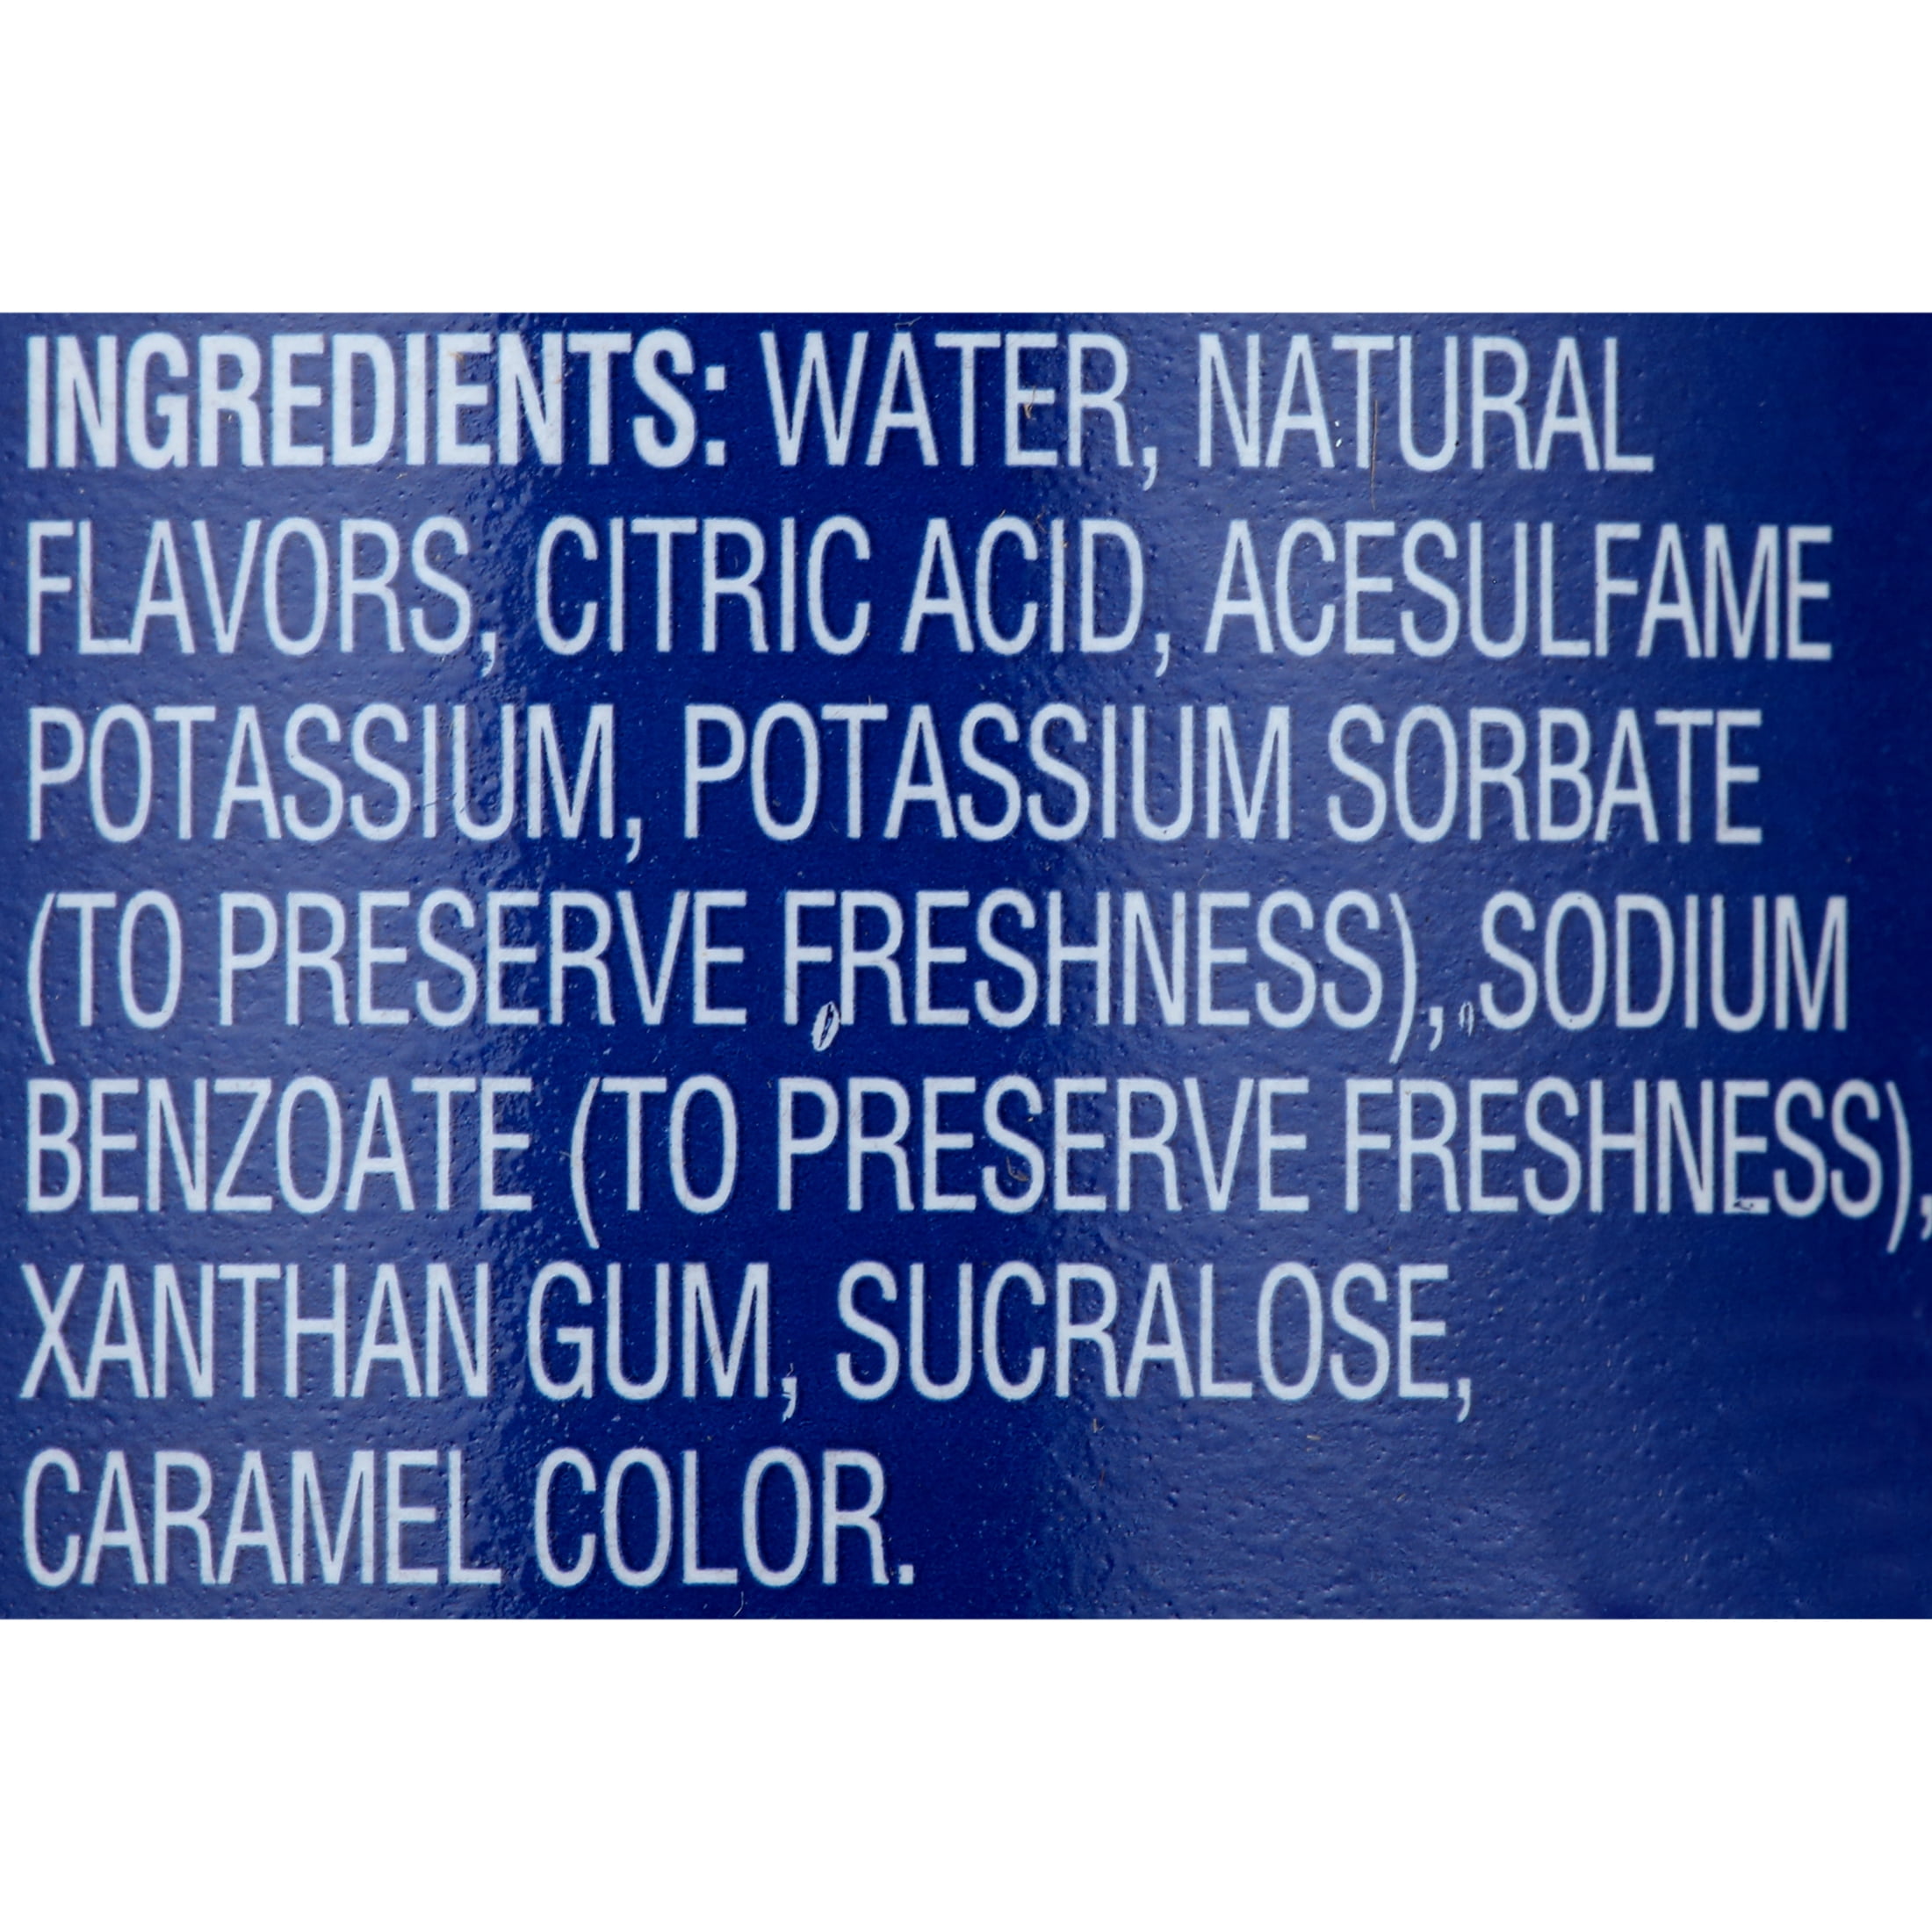 INGREDIENTS: WATER, NATURAL
FLAVORS, CITRIC ACID, ACESULFAME
POTASSIUM, POTASSIUM SORBATE
(TO PRESERVE FRESHNESS), SODIUM
BENZOATE (TO PRESERVE FRESHNESS),
XANTHAN GUM, SUCRALOSE,
CARAMEL COLOR.